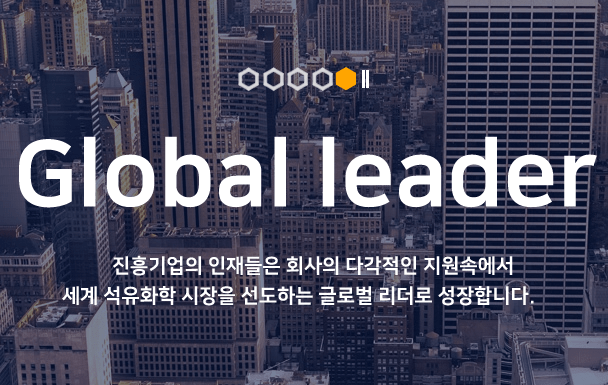 Global leader
진흥기업의 인재들은 회사의 다각적인 지원속에서
세계 석유화학 시장을 선도하는 글로벌 리더로 성장합니다.